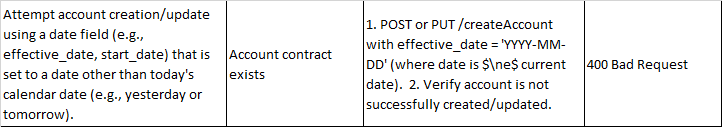 Attempt account creation/update
using a date field (e.g.,
effective_date, start_date) that is
set to a date other than today's
calendar date (e.g., yesterday or
tomorrow).
Account contract
exists
1. POST or PUT /createAccount
with effective_date = 'YYYY-MM-
DD' (where date is $\ne$ current
date).  2. Verify account is not
successfully created/updated.
400 Bad Request